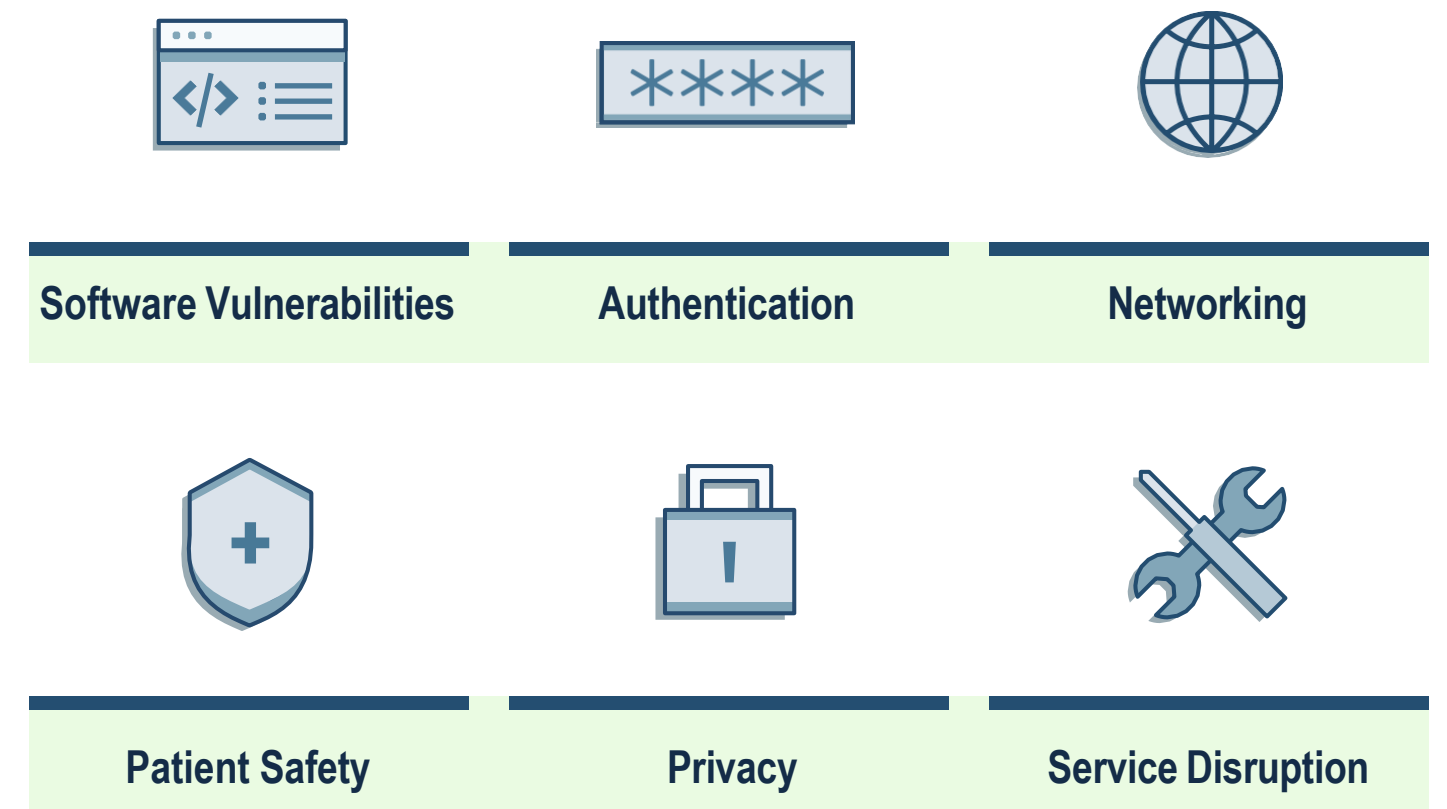 Software Vulnerabilities
Authentication
Networking
Patient Safety
Privacy
Service Disruption